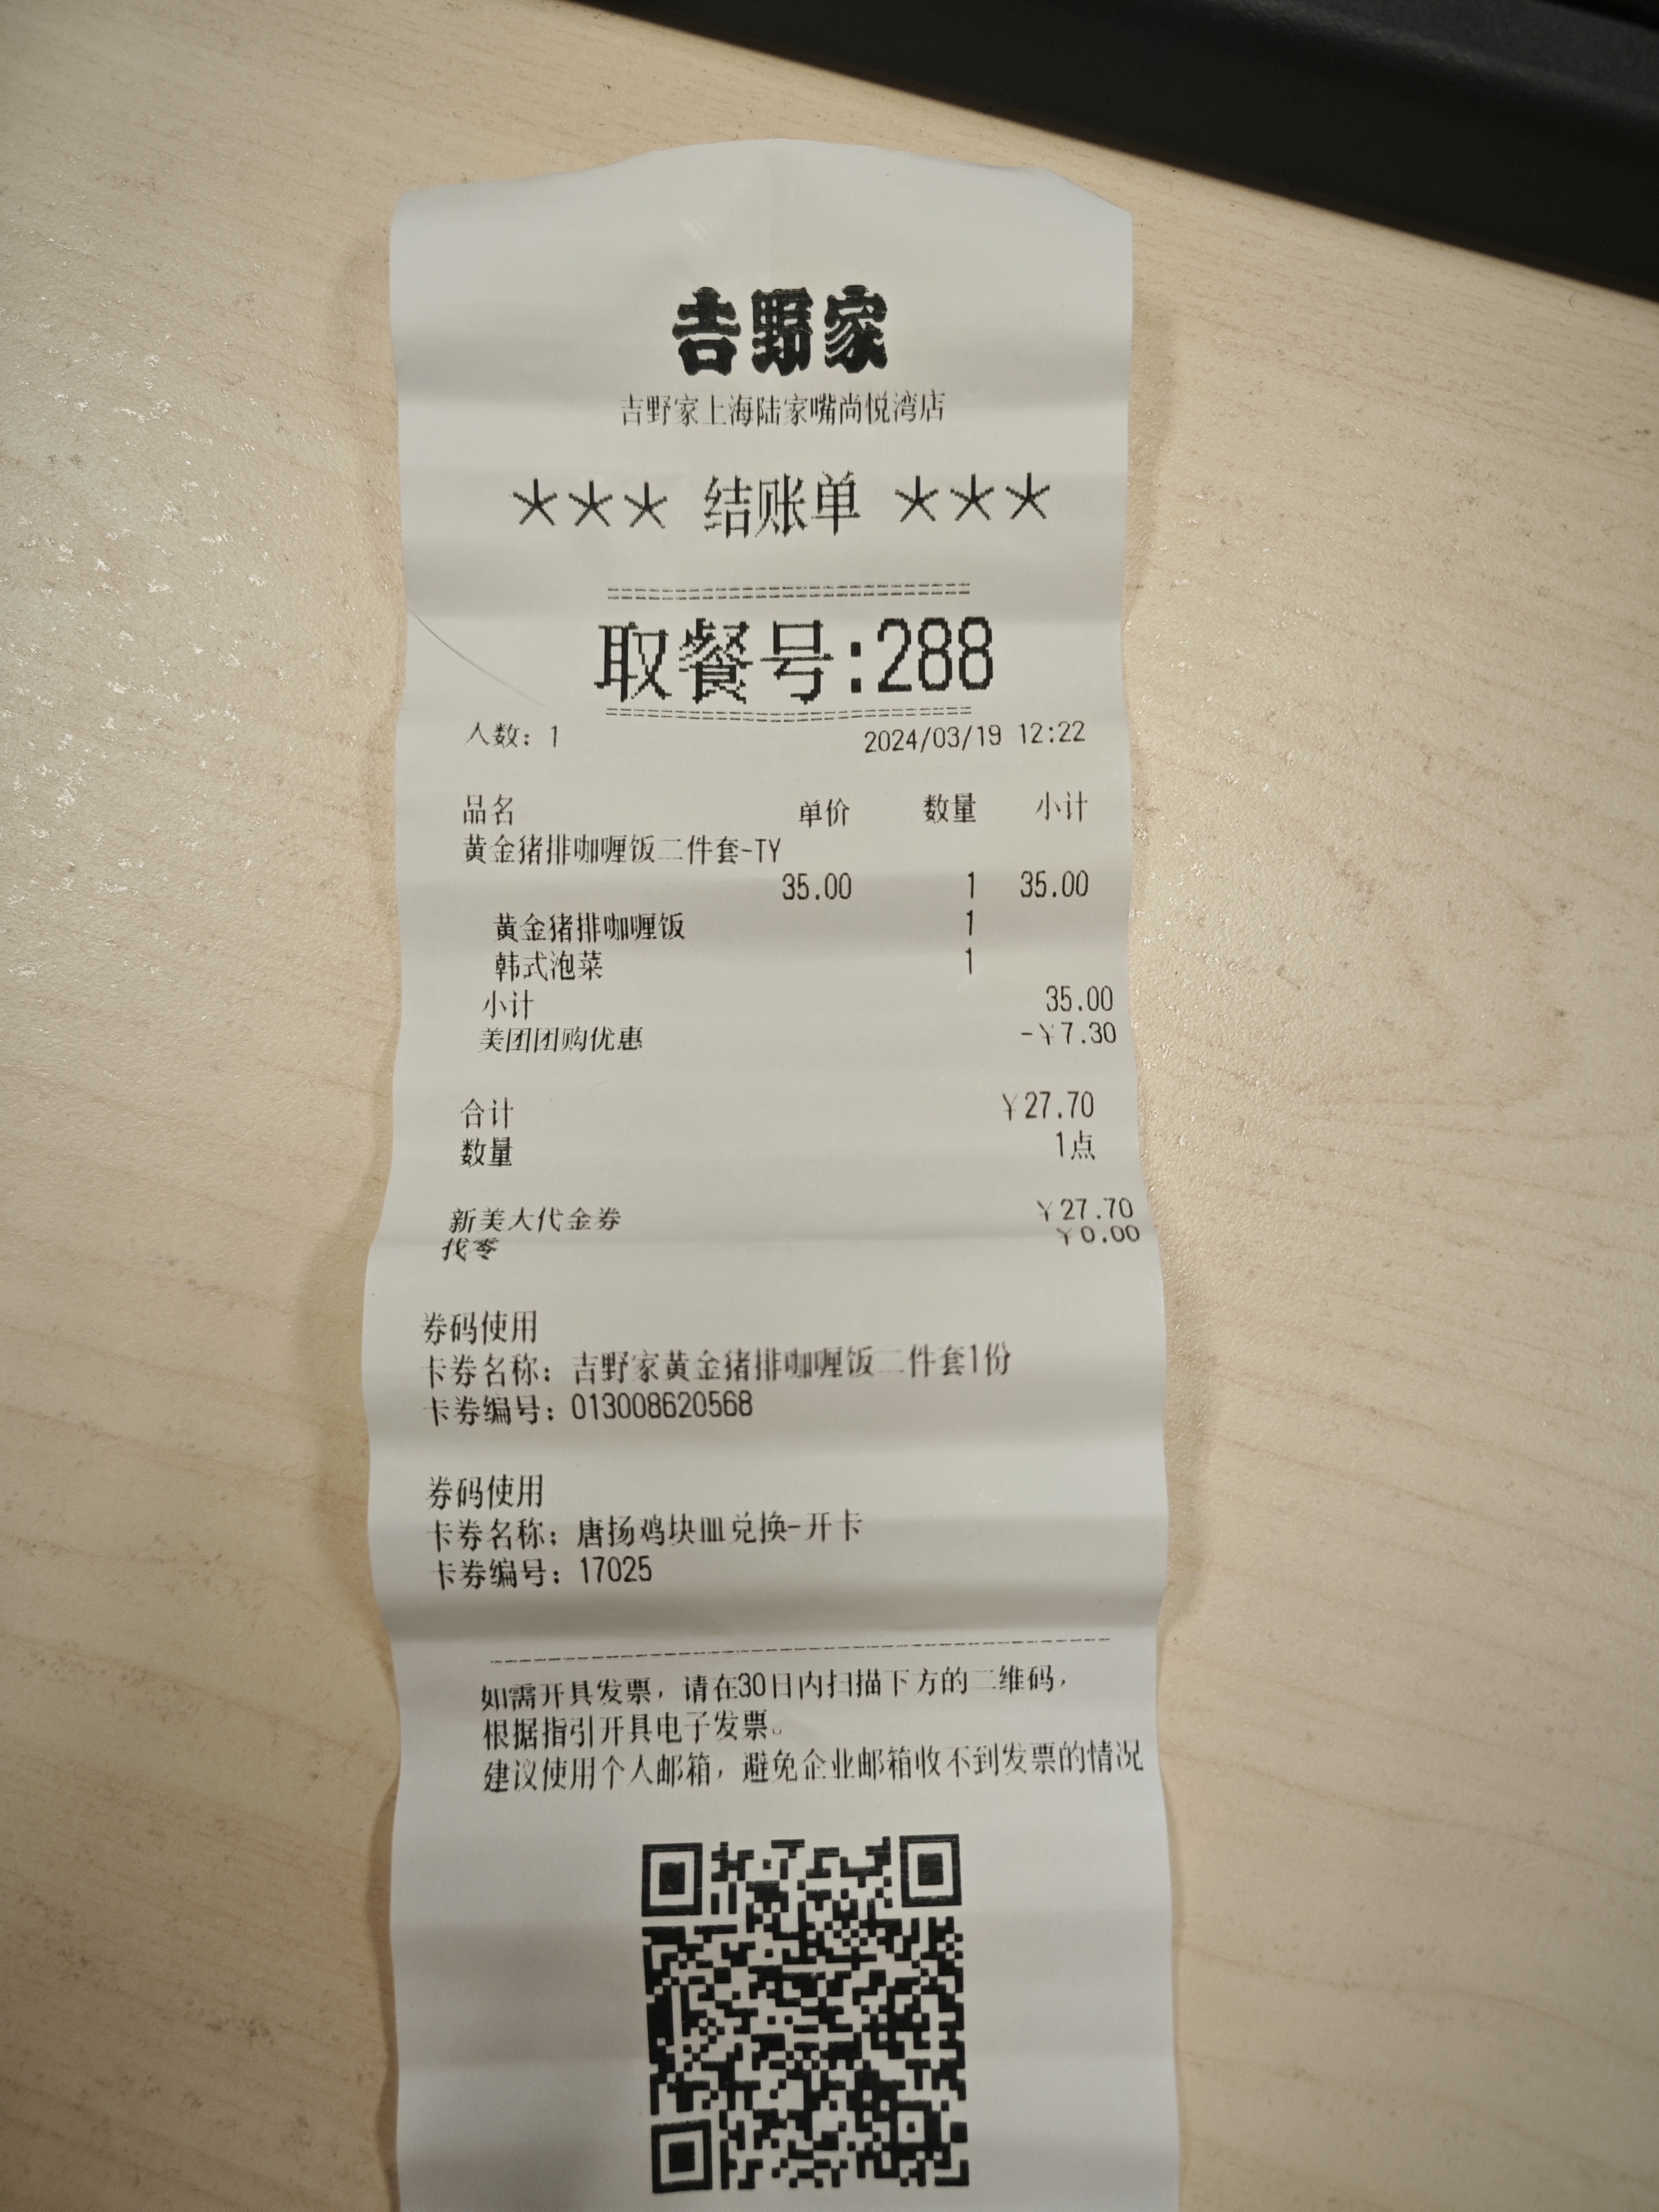 吉野家
吉野家上海陆家嘴尚悦湾店
*** 结账单 ***
==========================
取餐号:288
==========================
人数: 1 2024/03/19 12:22
品名 单价 数量 小计
黄金猪排咖喱饭二件套-TY
35.00 1 35.00
黄金猪排咖喱饭 1
韩式泡菜 1
小计 35.00
美团团购优惠 -¥7.30
合计 ¥27.70
数量 1点
新美大代金券 ¥27.70
找零 ¥0.00
券码使用
卡券名称: 吉野家黄金猪排咖喱饭二件套1份
卡券编号: 013008620568
券码使用
卡券名称: 唐扬鸡块皿兑换-开卡
卡券编号: 17025
如需开具发票，请在30日内扫描下方的二维码，
根据指引开具电子发票。
建议使用个人邮箱，避免企业邮箱收不到发票的情况